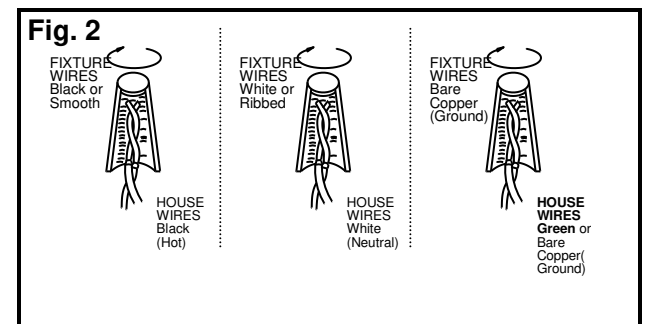 Fig. 2
FIXTURE
WIRES
Black or
Smooth
HOUSE
WIRES
Black
(Hot)
FIXTURE
WIRES
White or
Ribbed
HOUSE
WIRES
White
(Neutral)
FIXTURE
WIRES
Bare
Copper
(Ground)
HOUSE
WIRES
Green or
Bare
Copper(
Ground)